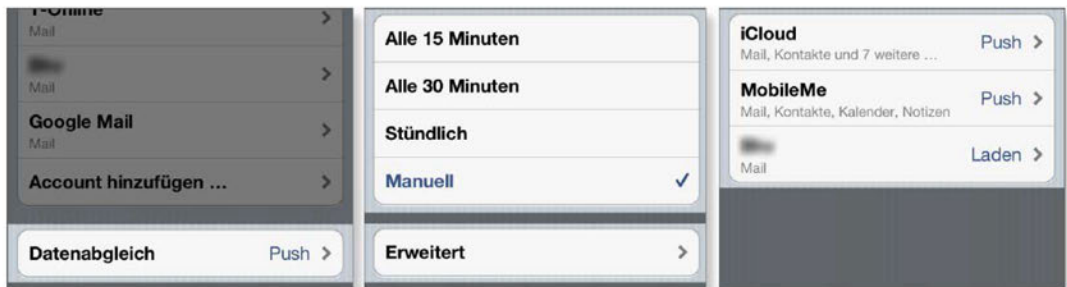 T-Online
Mail
Mail
Google Mail
Mail
Account hinzufügen ...
Datenabgleich Push
Alle 15 Minuten
Alle 30 Minuten
Stündlich
Manuell
Erweitert
iCloud Push
Mail, Kontakte und 7 weitere ...
MobileMe Push
Mail, Kontakte, Kalender, Notizen
Laden
Mail